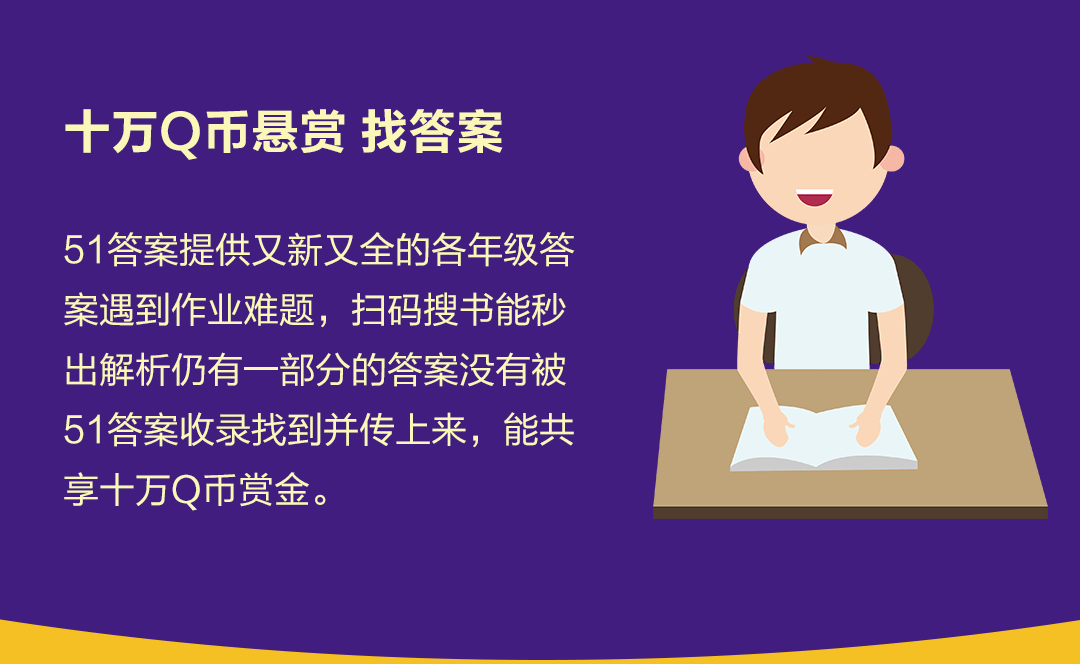 十万Q币悬赏 找答案
51答案提供又新又全的各年级答
案遇到作业难题，扫码搜书能秒
出解析仍有一部分的答案没有被
51答案收录找到并传上来，能共
享十万Q币赏金。